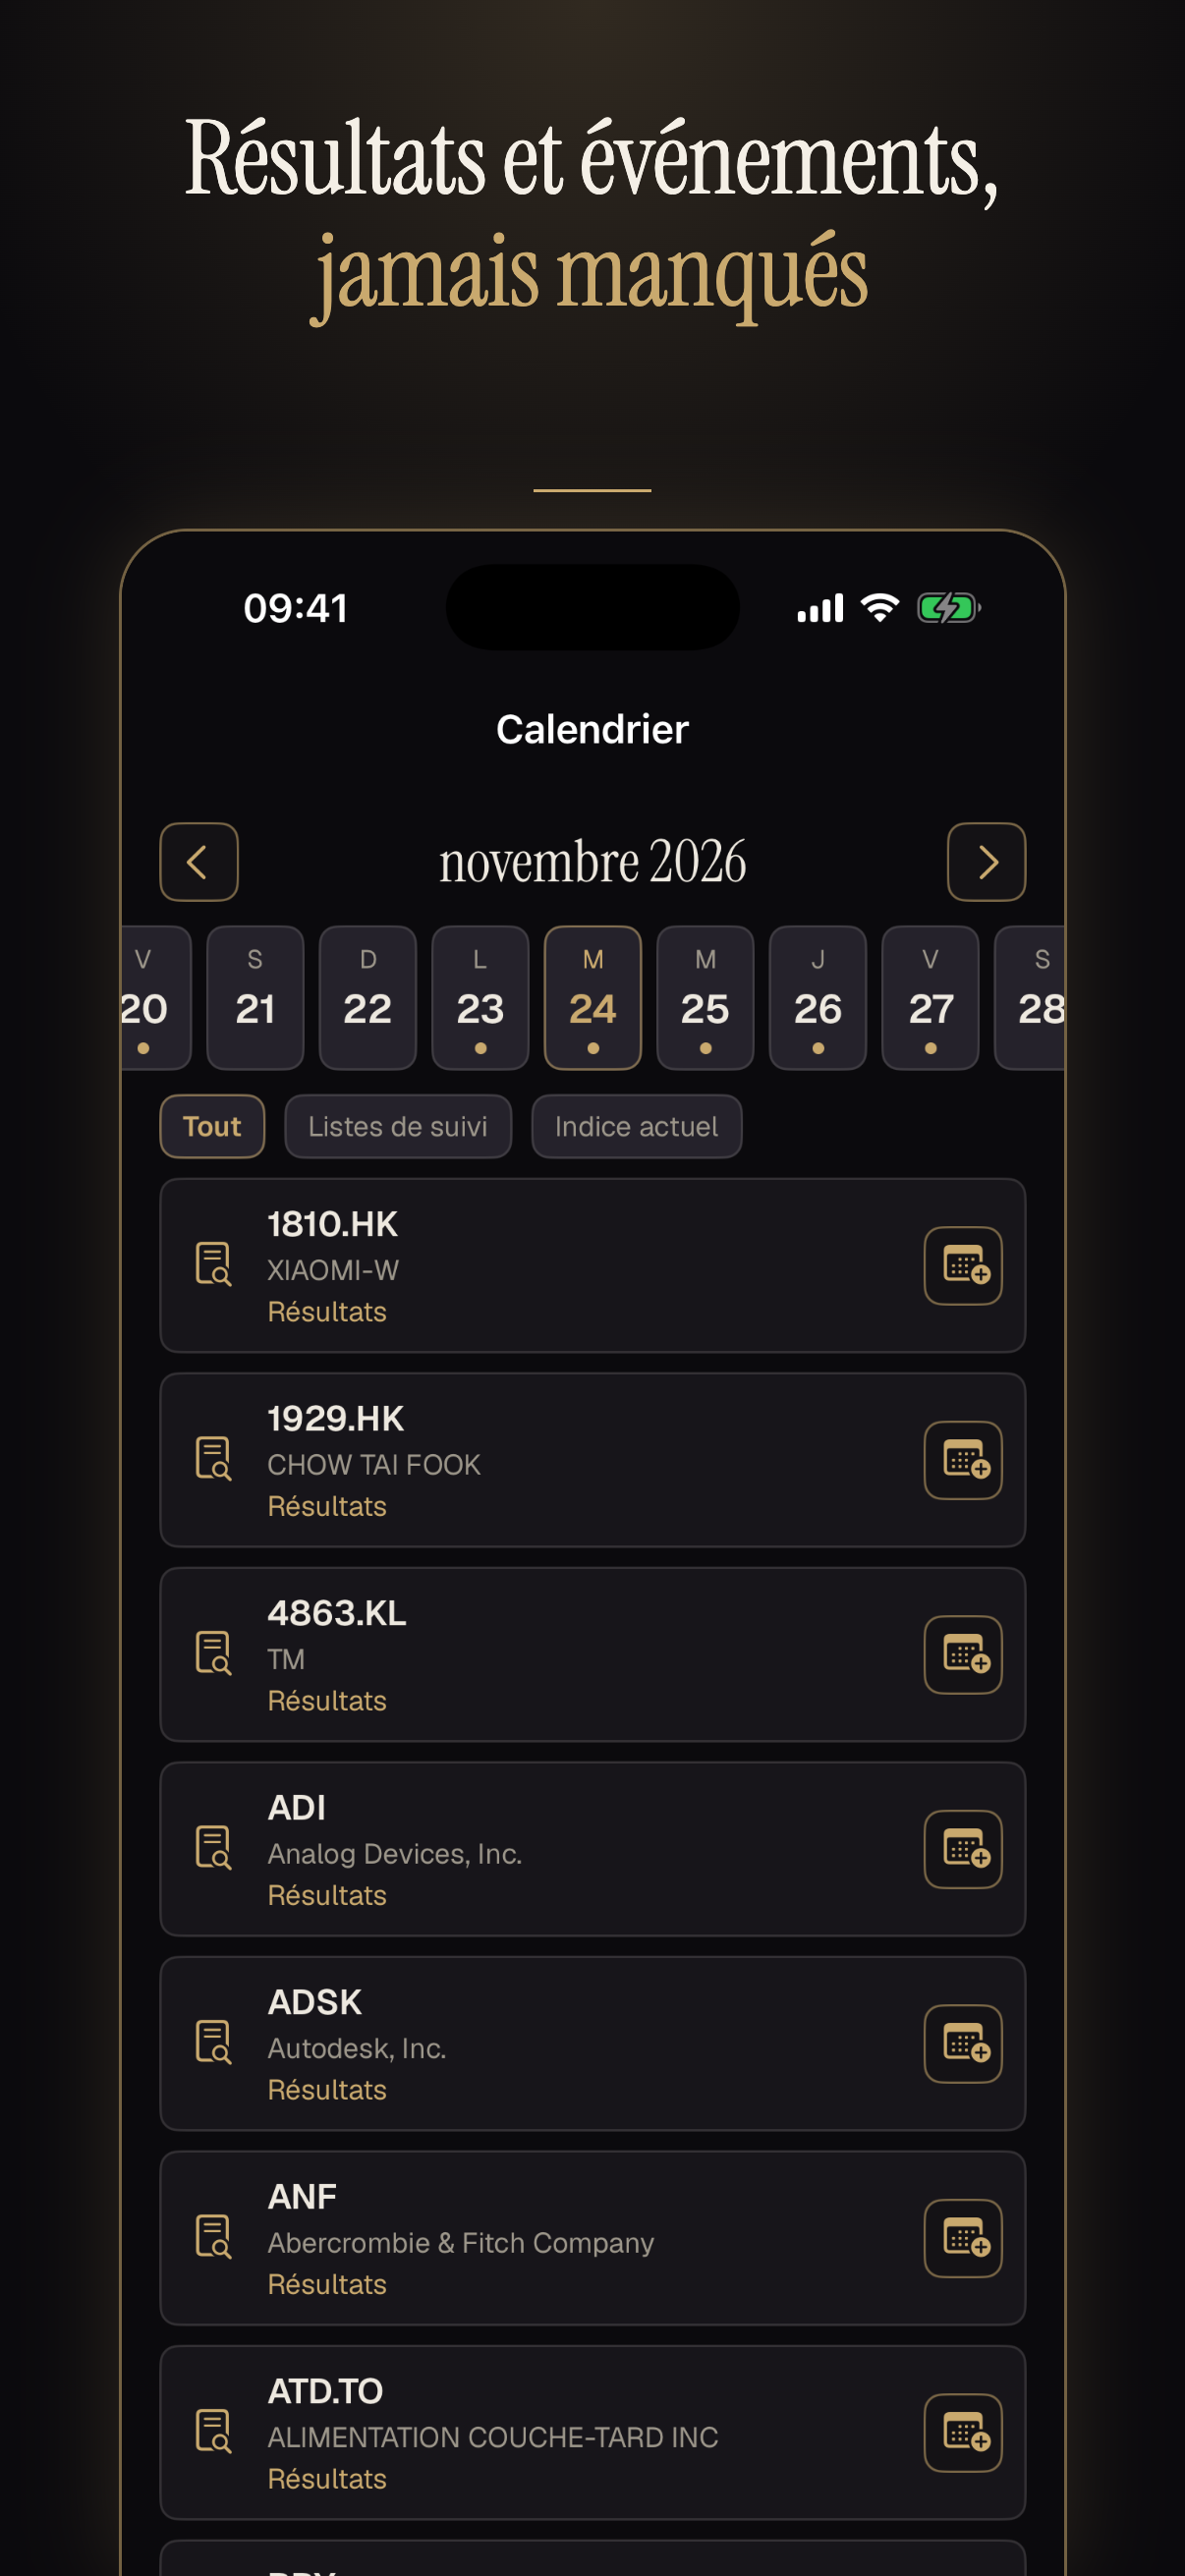 Résultats et événements,
jamais manqués
09:41
Calendrier
novembre 2026
V S D L M M J V S
20 21 22 23 24 25 26 27 28
Tout Listes de suivi Indice actuel
1810.HK
XIAOMI-W
Résultats
1929.HK
CHOW TAI FOOK
Résultats
4863.KL
TM
Résultats
ADI
Analog Devices, Inc.
Résultats
ADSK
Autodesk, Inc.
Résultats
ANF
Abercrombie & Fitch Company
Résultats
ATD.TO
ALIMENTATION COUCHE-TARD INC
Résultats